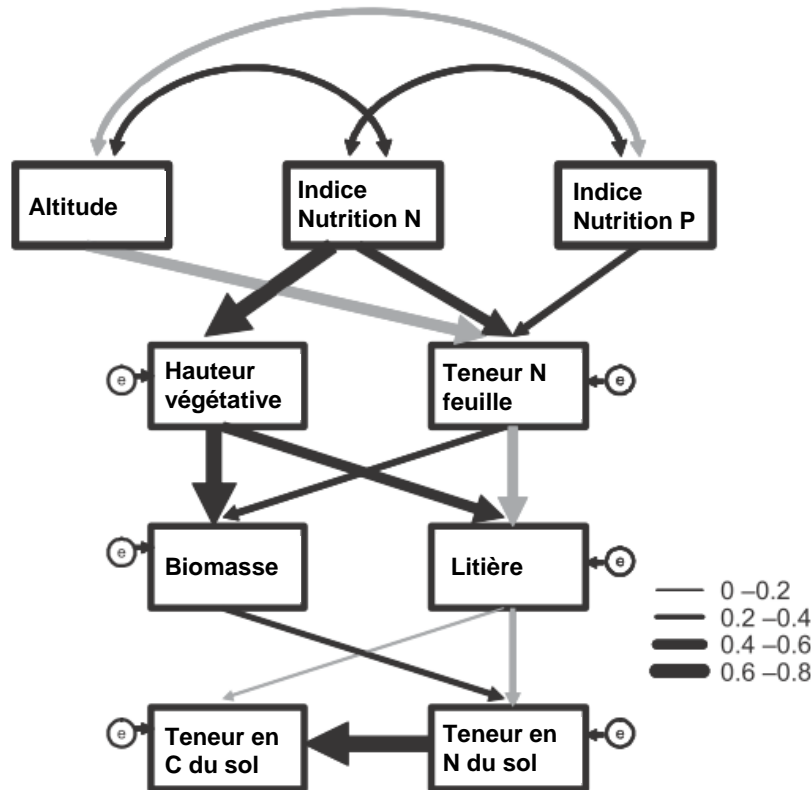 Altitude
Indice
Nutrition N
Indice
Nutrition P
e
Hauteur
végétative
Teneur N
feuille
e
e
Biomasse
Litière
e
0 –0.2
0.2 –0.4
0.4 –0.6
0.6 –0.8
e
Teneur en
C du sol
Teneur en
N du sol
e